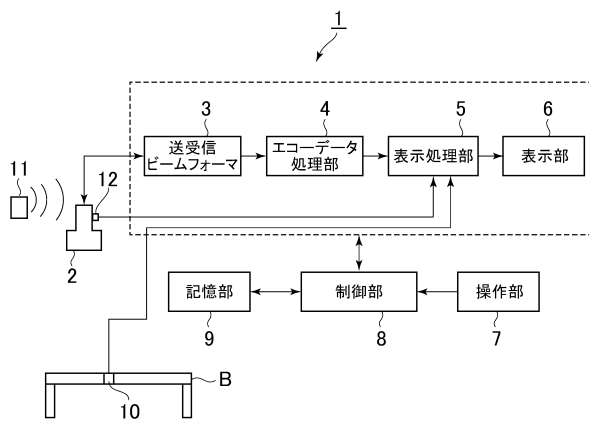 1
3
4
5
6
送受信
ビームフォーマ
エコーデータ
処理部
表示処理部
表示部
11
12
2
記憶部
制御部
操作部
9
8
7
B
10